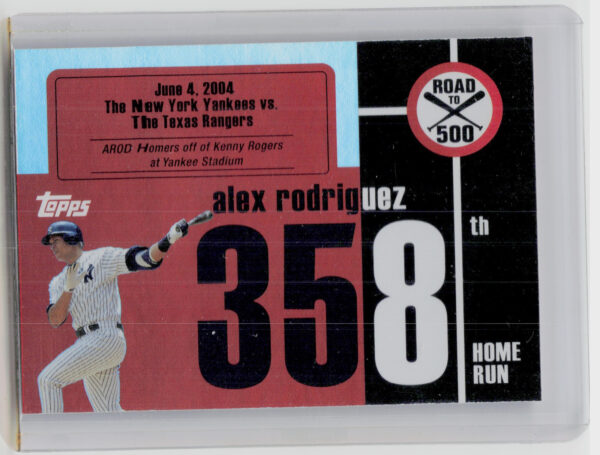 June 4, 2004
The New York Yankees vs.
The Texas Rangers
AROD Homers off of Kenny Rogers
at Yankee Stadium
ROAD
TO
500
Topps
alex rodriguez
358
th
HOME
RUN